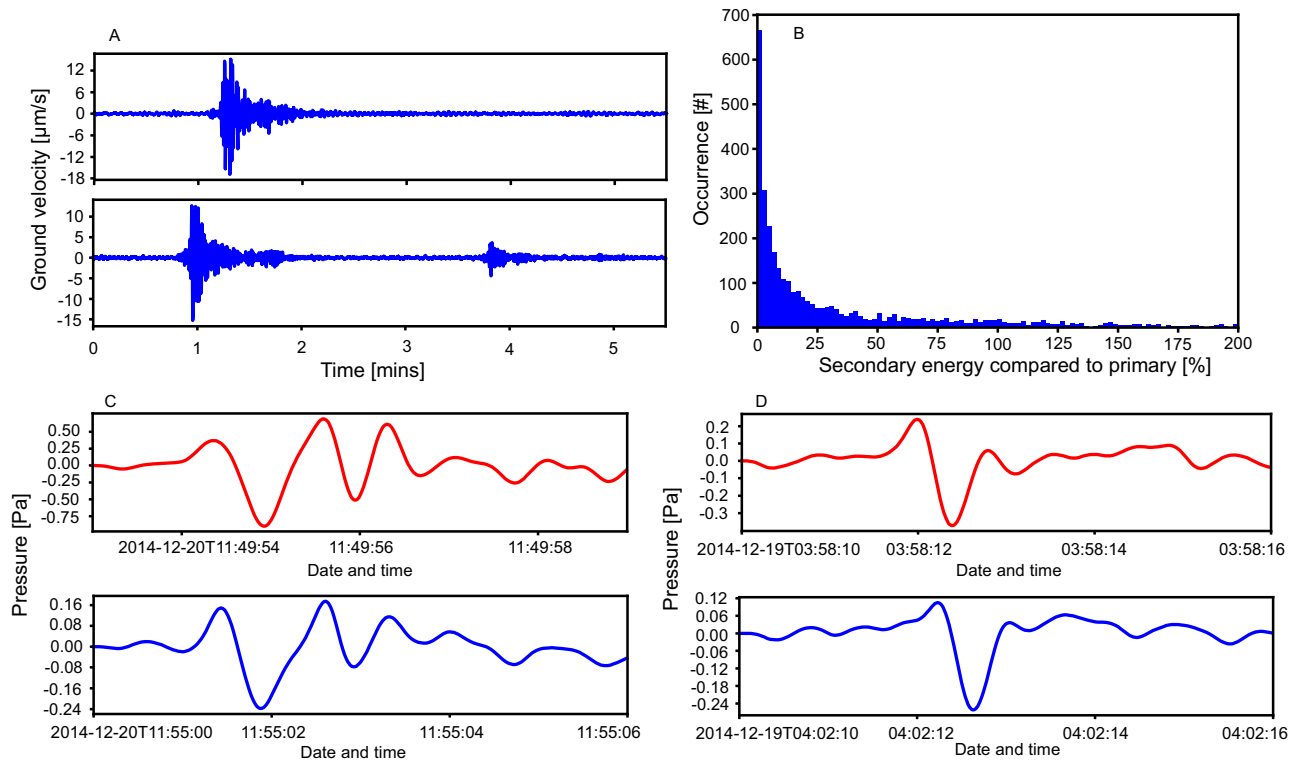 A
Ground velocity [µm/s]
12
6
0
-6
-12
-18
0 1 2 3 4 5
10
5
0
-5
-10
-15
0 1 2 3 4 5
Time [mins]
B
Occurrence [#]
700
600
500
400
300
200
100
0
0 25 50 75 100 125 150 175 200
Secondary energy compared to primary [%]
C
Pressure [Pa]
0.50
0.25
0.00
-0.25
-0.50
-0.75
2014-12-20T11:49:54 11:49:56 11:49:58
Date and time
0.16
0.08
0.00
-0.08
-0.16
-0.24
2014-12-20T11:55:00 11:55:02 11:55:04 11:55:06
Date and time
D
Pressure [Pa]
0.2
0.1
0.0
-0.1
-0.2
-0.3
2014-12-19T03:58:10 03:58:12 03:58:14 03:58:16
Date and time
0.12
0.06
0.00
-0.06
-0.12
-0.18
-0.24
2014-12-19T04:02:10 04:02:12 04:02:14 04:02:16
Date and time